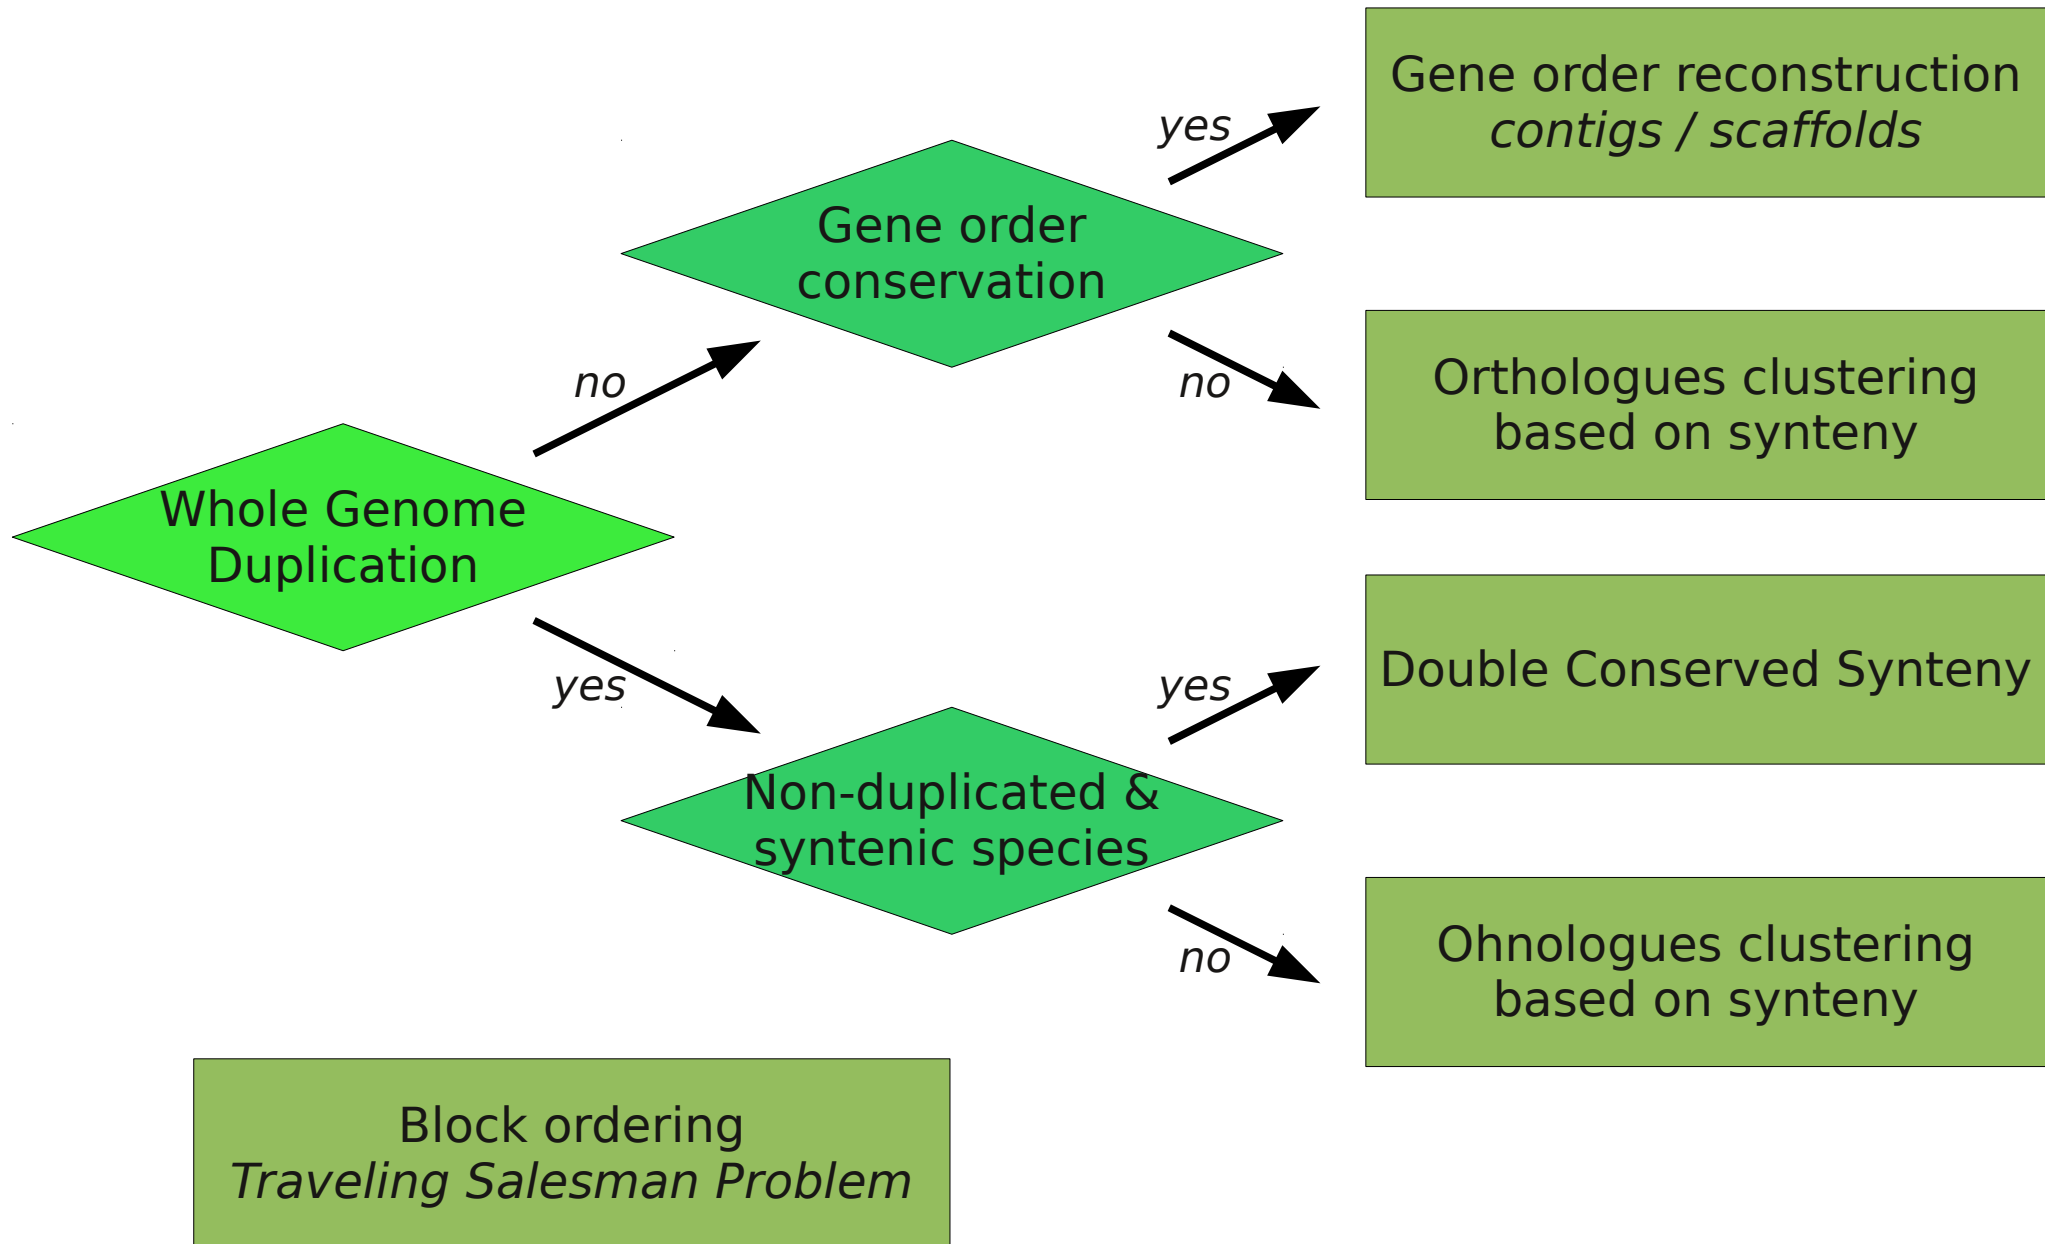 Gene order reconstruction
contigs / scaffolds
yes
Gene order
conservation
no
no
Orthologues clustering
based on synteny
Whole Genome
Duplication
yes
yes
Double Conserved Synteny
Non-duplicated &
syntenic species
no
Ohnologues clustering
based on synteny
Block ordering
Traveling Salesman Problem